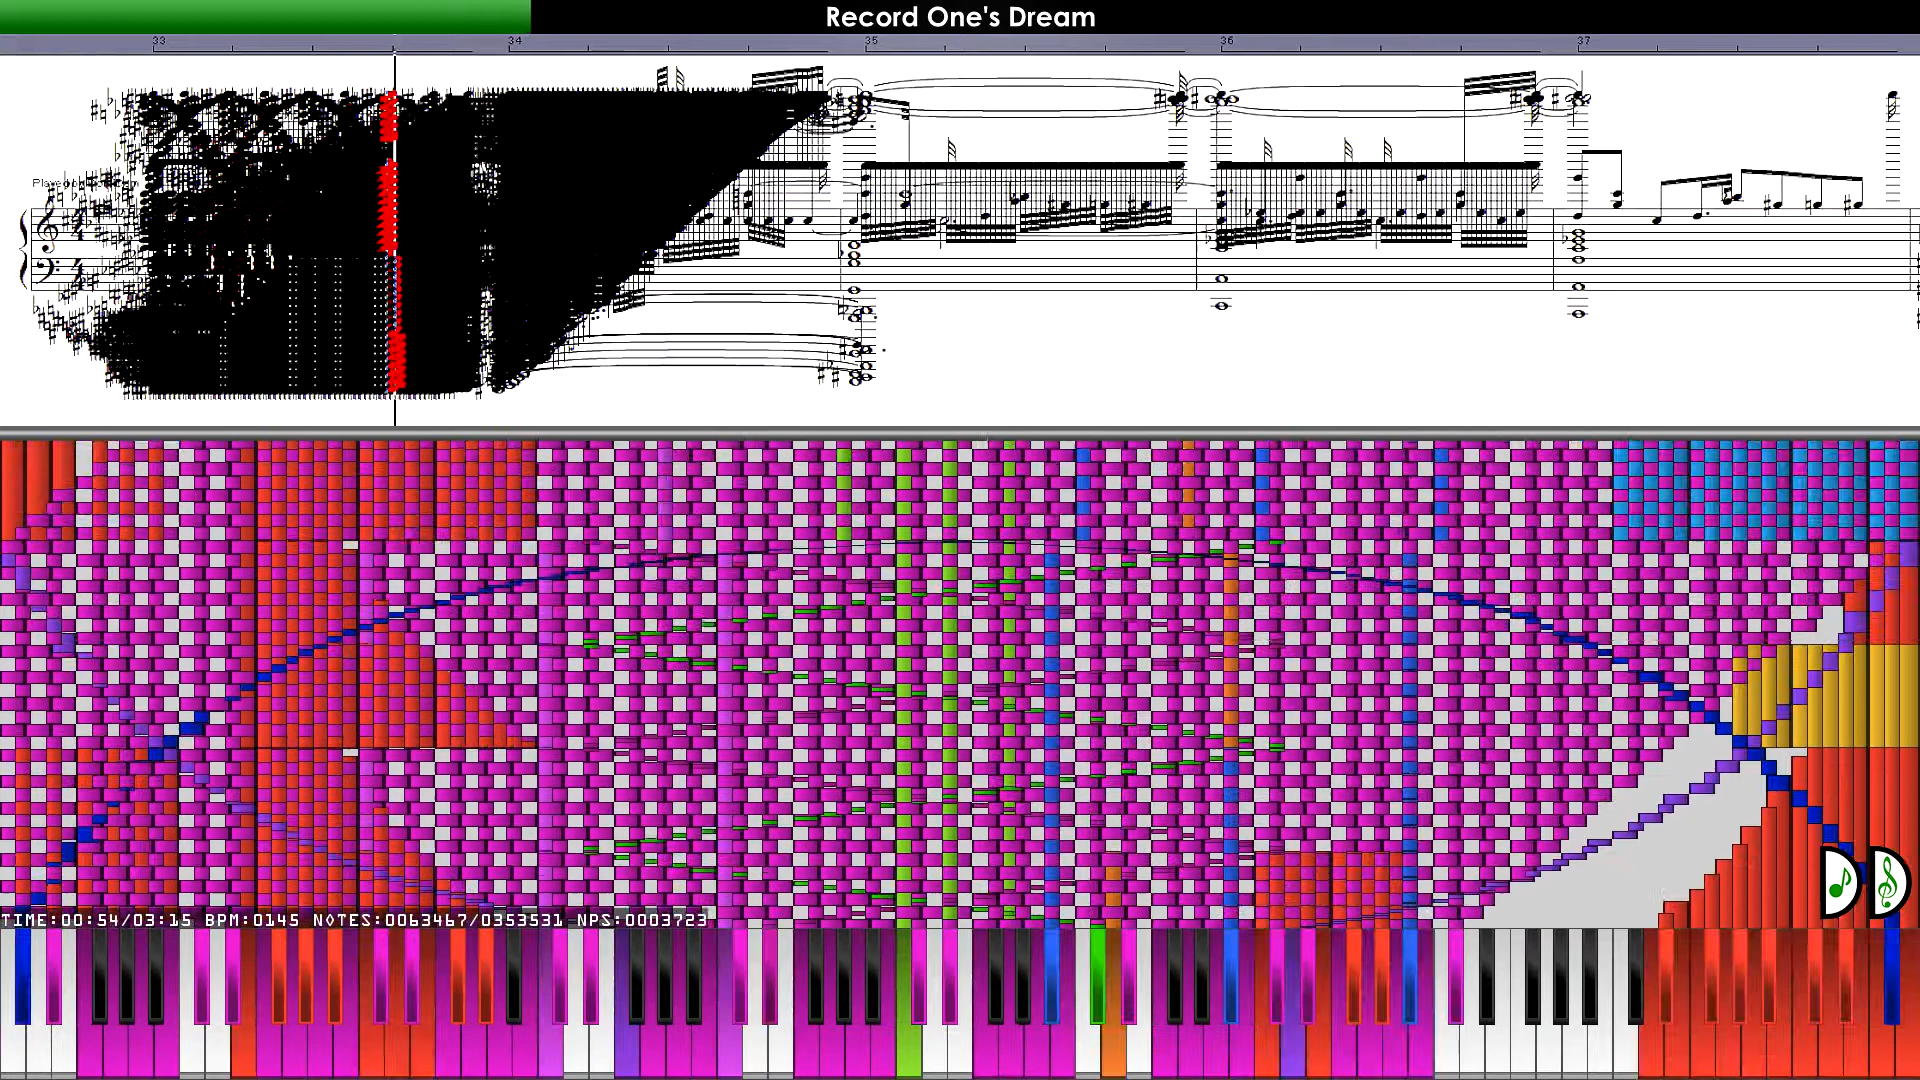 Record One's Dream
33 34 35 36 37
TIME:00:54/03:15 BPM:0145 NOTES:0063467/0353531 NPS:0003723